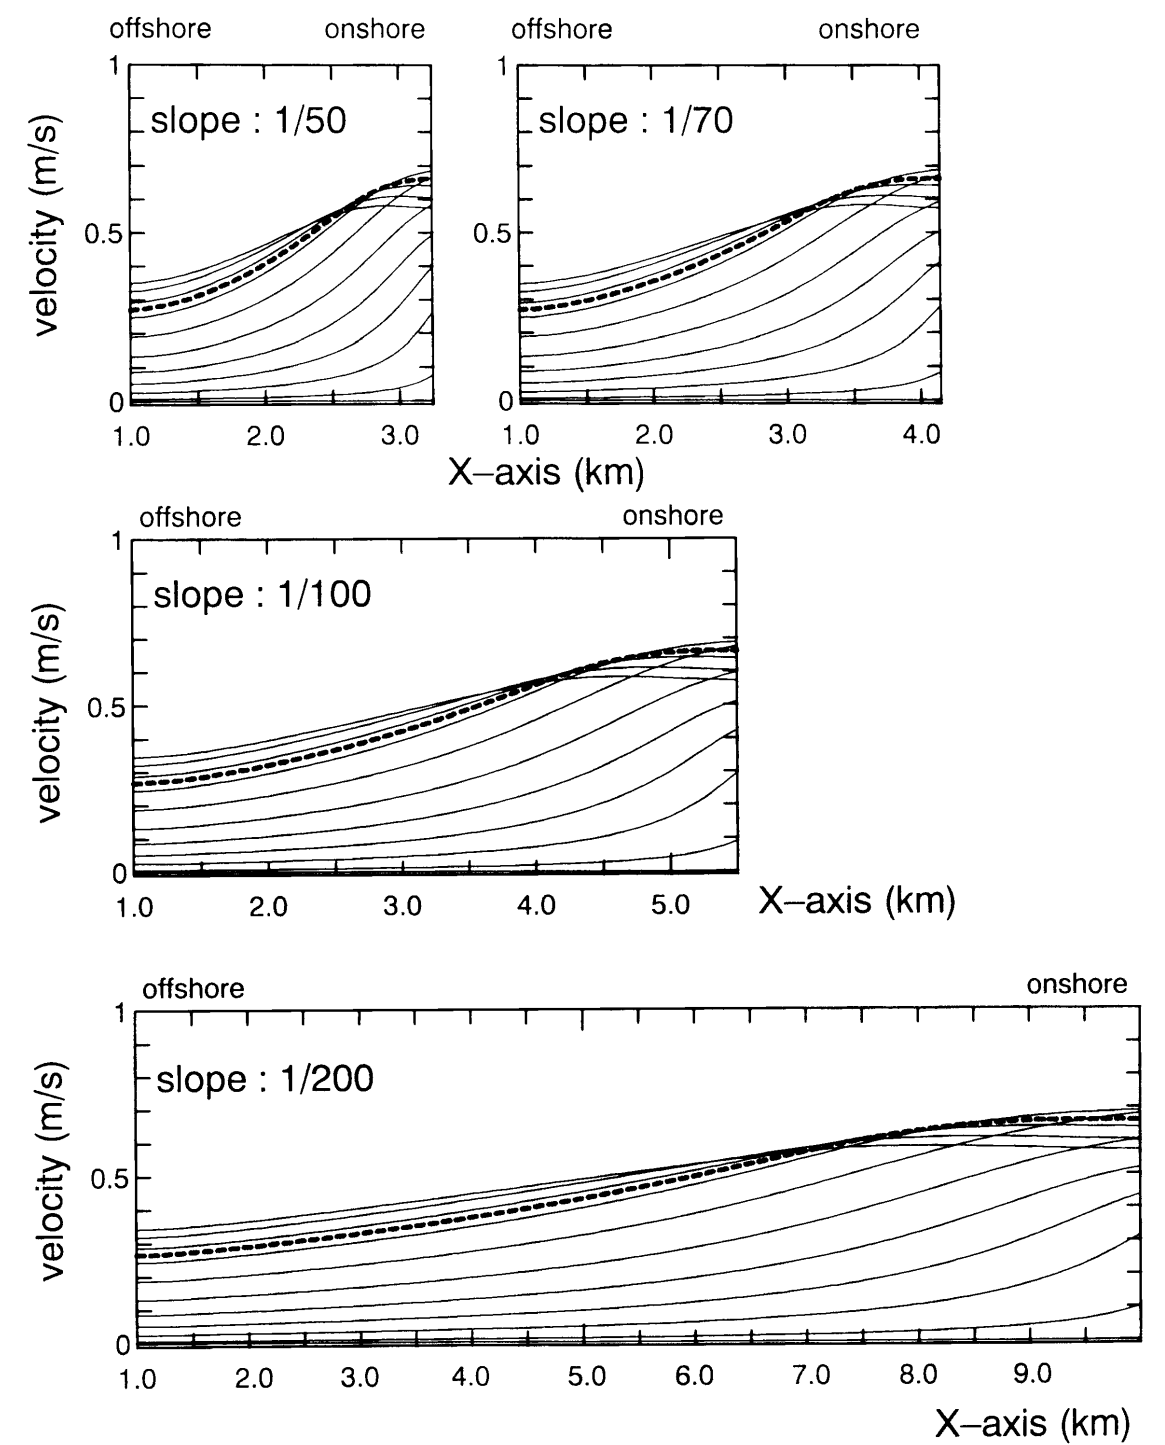 offshore onshore offshore onshore
1 1
slope : 1/50 slope : 1/70
velocity (m/s)
0.5 0.5
0 0
1.0 2.0 3.0 1.0 2.0 3.0 4.0
X–axis (km)
offshore onshore
1
slope : 1/100
velocity (m/s)
0.5
0
1.0 2.0 3.0 4.0 5.0 X–axis (km)
offshore onshore
1
slope : 1/200
velocity (m/s)
0.5
0
1.0 2.0 3.0 4.0 5.0 6.0 7.0 8.0 9.0
X–axis (km)